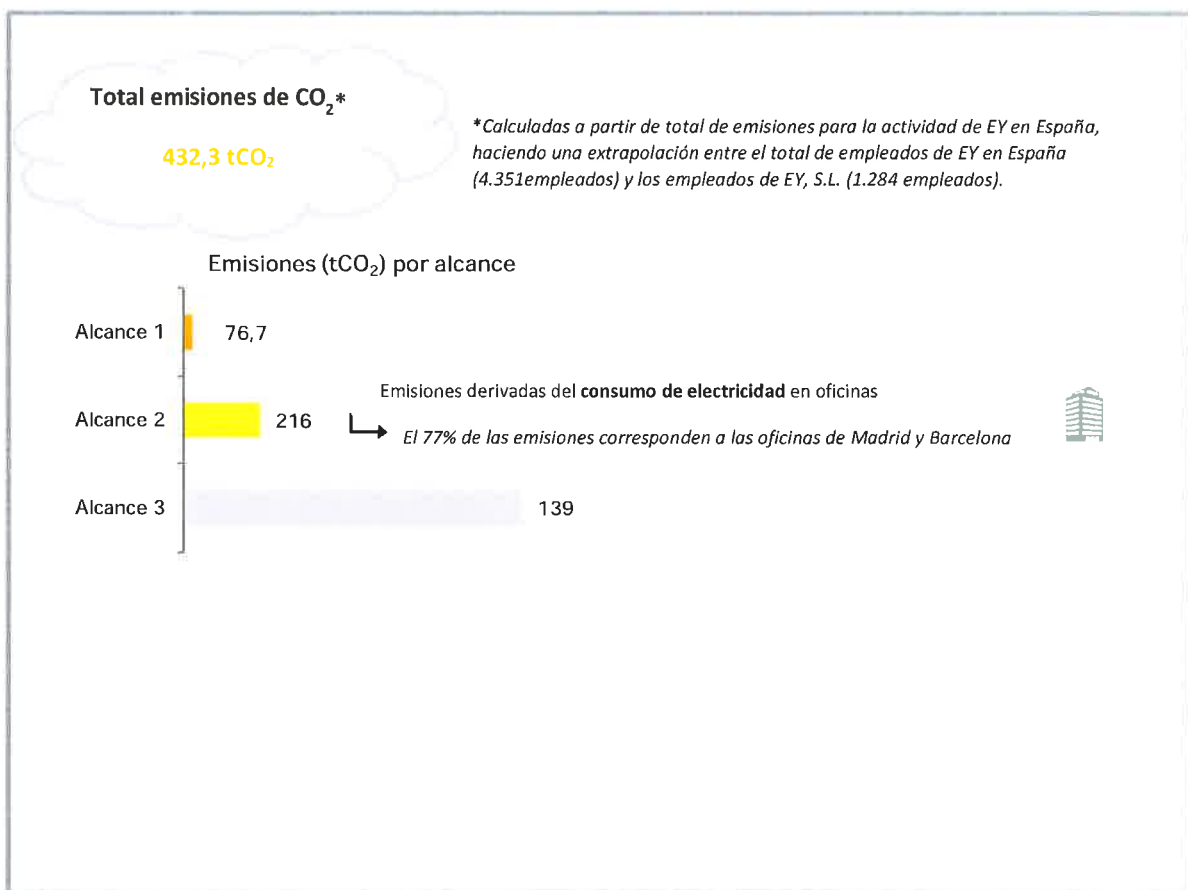 Total emisiones de CO₂*
432,3 tCO₂
*Calculadas a partir de total de emisiones para la actividad de EY en España,
haciendo una extrapolación entre el total de empleados de EY en España
(4.351empleados) y los empleados de EY, S.L. (1.284 empleados).
Emisiones (tCO₂) por alcance
Alcance 1 76,7
Emisiones derivadas del consumo de electricidad en oficinas
Alcance 2 216
El 77% de las emisiones corresponden a las oficinas de Madrid y Barcelona
Alcance 3 139